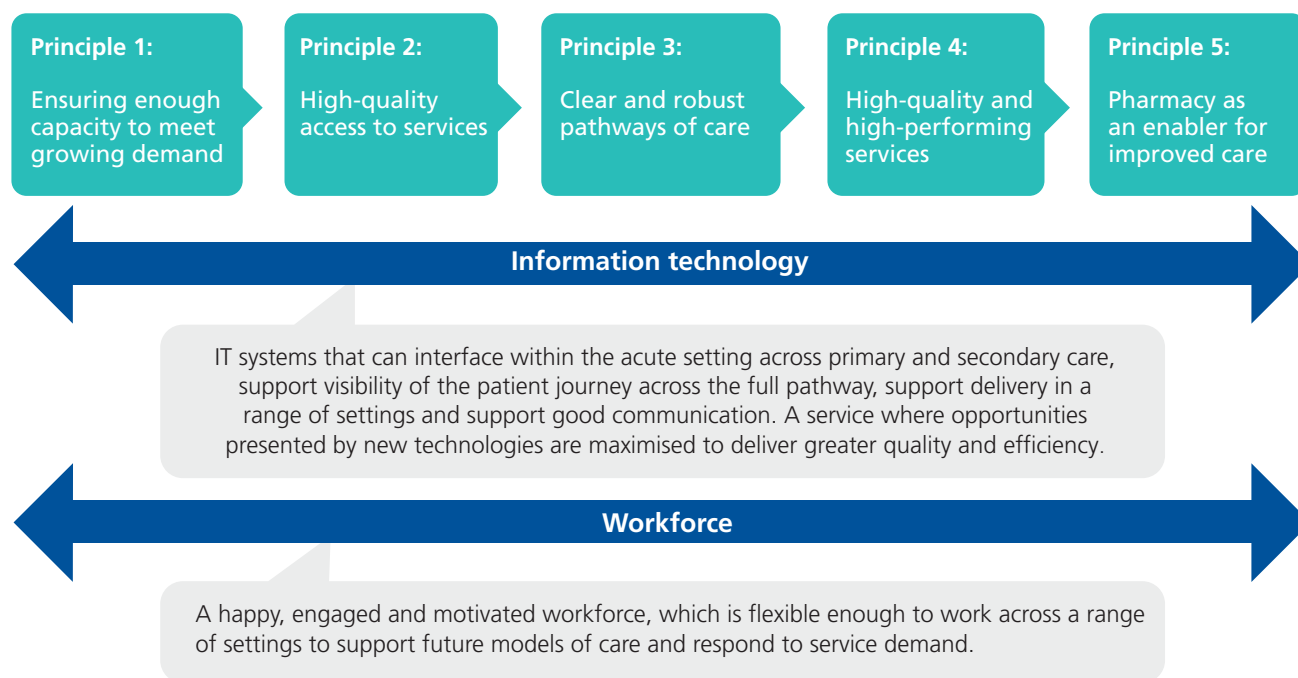 Principle 1:
Ensuring enough
capacity to meet
growing demand
Principle 2:
High-quality
access to services
Principle 3:
Clear and robust
pathways of care
Principle 4:
High-quality and
high-performing
services
Principle 5:
Pharmacy as
an enabler for
improved care
Information technology
IT systems that can interface within the acute setting across primary and secondary care,
support visibility of the patient journey across the full pathway, support delivery in a
range of settings and support good communication. A service where opportunities
presented by new technologies are maximised to deliver greater quality and efficiency.
Workforce
A happy, engaged and motivated workforce, which is flexible enough to work across a range
of settings to support future models of care and respond to service demand.